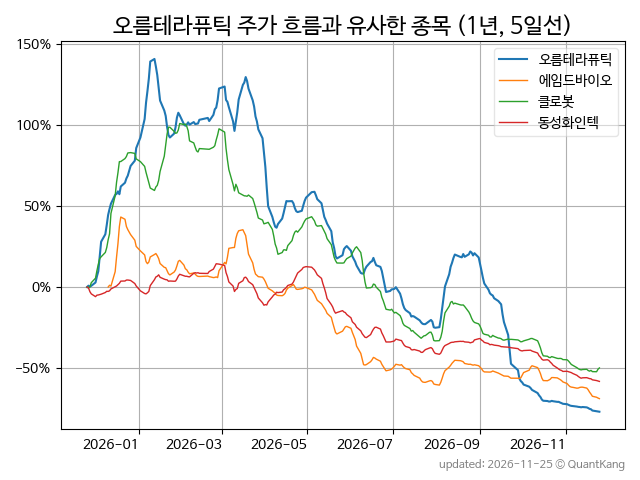 오름테라퓨틱 주가 흐름과 유사한 종목 (1년, 5일선)
150%
100%
50%
0%
−50%
오름테라퓨틱
에임드바이오
클로봇
동성화인텍
2026-01
2026-03
2026-05
2026-07
2026-09
2026-11
updated: 2026-11-25 © QuantKang